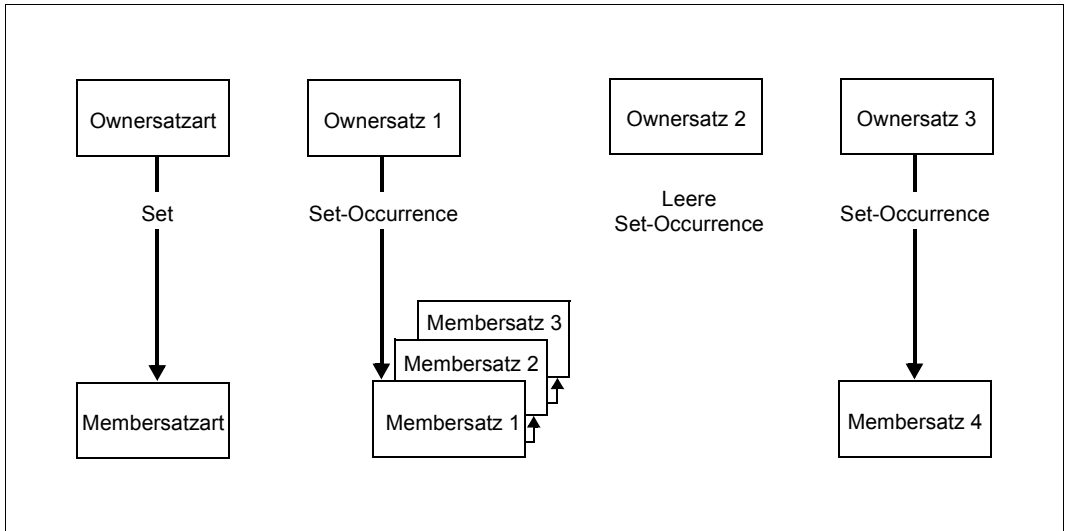 Ownersatzart
Ownersatz 1
Ownersatz 2
Ownersatz 3
Set
Set-Occurrence
Leere
Set-Occurrence
Set-Occurrence
Membersatz 3
Membersatz 2
Membersatzart
Membersatz 1
Membersatz 4